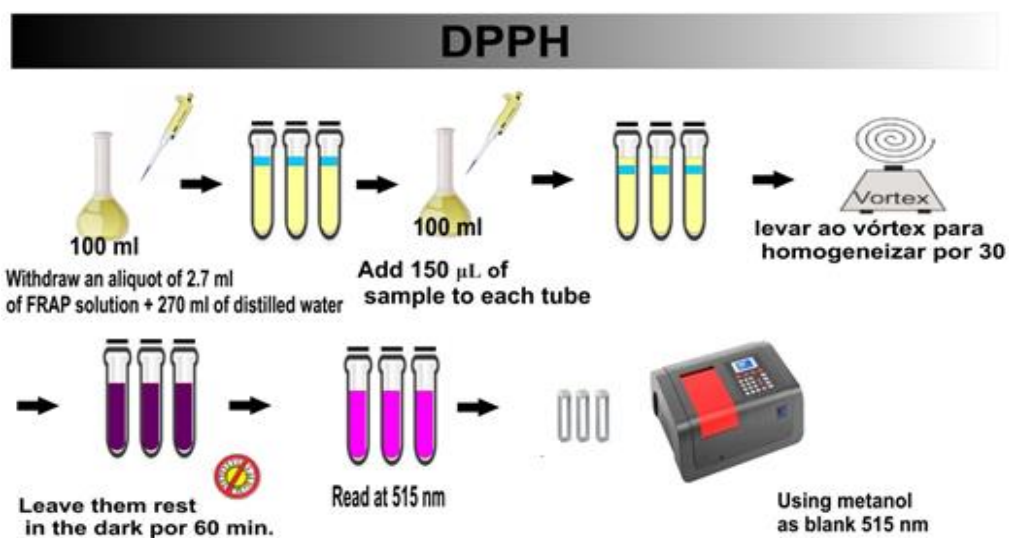 DPPH
100 ml
Withdraw an aliquot of 2.7 ml
of FRAP solution + 270 ml of distilled water
100 ml
Add 150 μL of
sample to each tube
Vortex
levar ao vórtex para
homogeneizar por 30
Leave them rest
in the dark por 60 min.
Read at 515 nm
Using metanol
as blank 515 nm